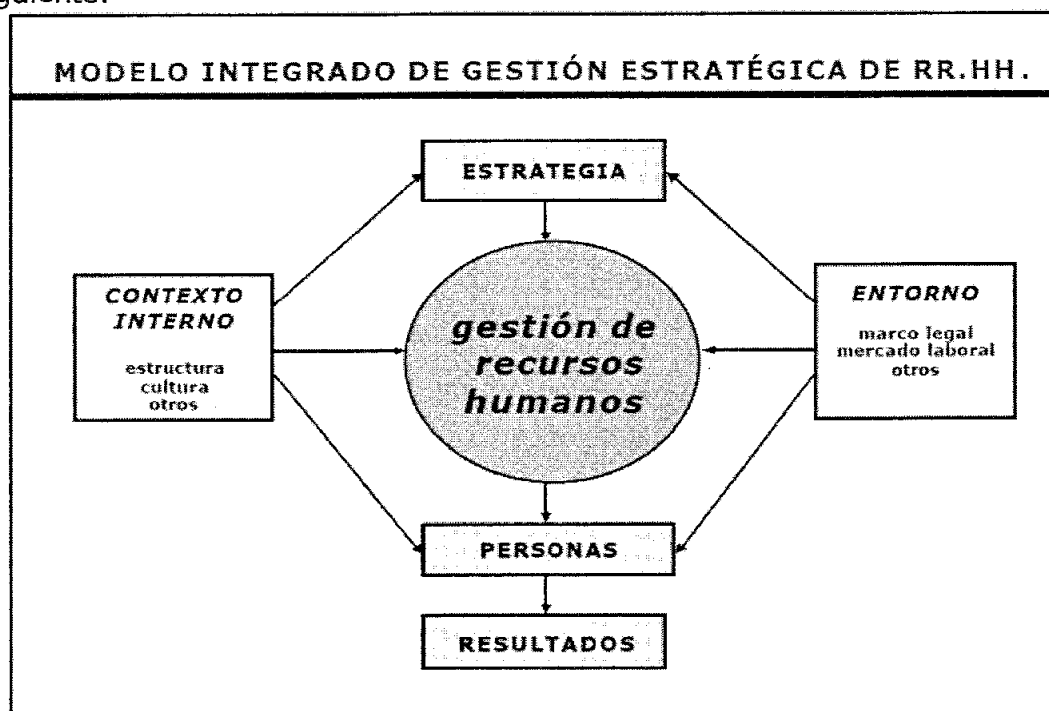 MODELO INTEGRADO DE GESTIÓN ESTRATÉGICA DE RR.HH.
ESTRATEGIA
CONTEXTO
INTERNO
estructura
cultura
otros
gestión de
recursos
humanos
ENTORNO
marco legal
mercado laboral
otros
PERSONAS
RESULTADOS